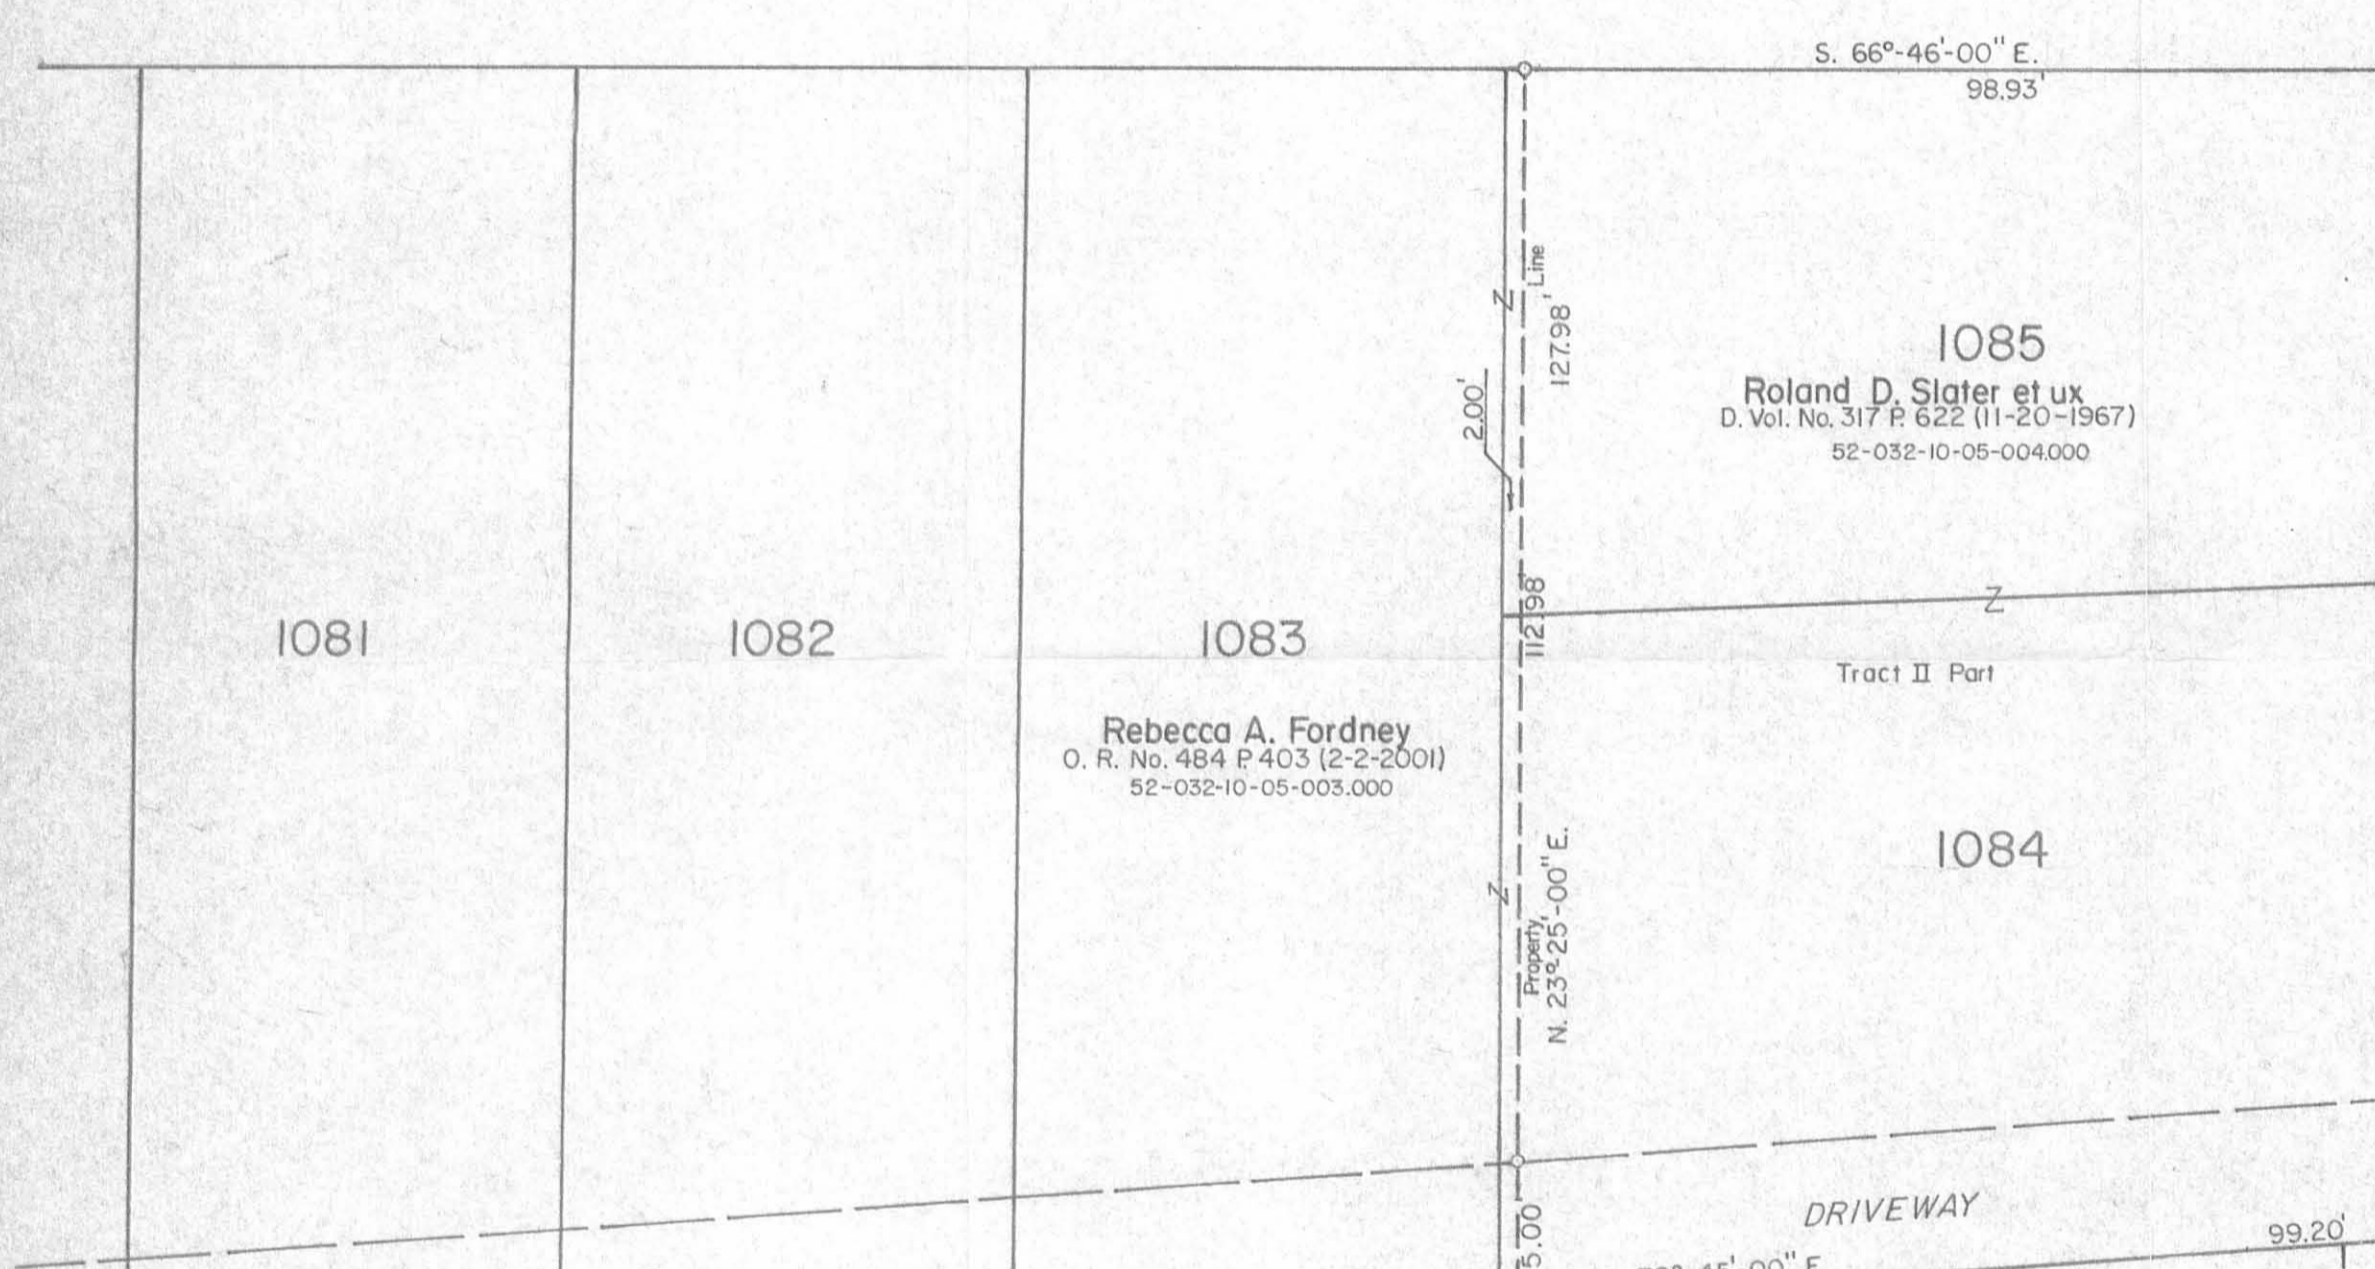 S. 66°-46'-00" E.
98.93'
Line
127.98'
2.00'
1085
Roland D. Slater et ux
D. Vol. No. 317 P. 622 (11-20-1967)
52-032-10-05-004.000
112.98'
1081
1082
1083
Tract II Part
Rebecca A. Fordney
O. R. No. 484 P 403 (2-2-2001)
52-032-10-05-003.000
1084
Property
N. 23°-25'-00" E.
DRIVEWAY
5.00
99.20'